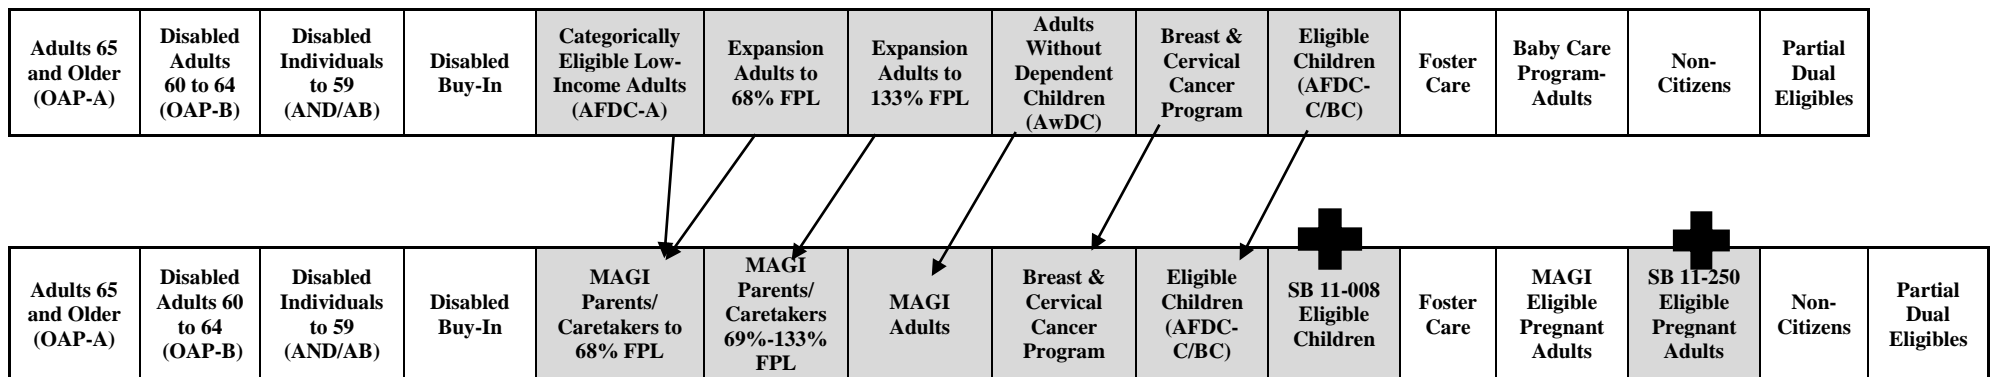 Adults 65
and Older
(OAP-A)
Disabled
Adults
60 to 64
(OAP-B)
Disabled
Individuals
to 59
(AND/AB)
Disabled
Buy-In
Categorically
Eligible Low-
Income Adults
(AFDC-A)
Expansion
Adults to
68% FPL
Expansion
Adults to
133% FPL
Adults
Without
Dependent
Children
(AwDC)
Breast &
Cervical
Cancer
Program
Eligible
Children
(AFDC-
C/BC)
Foster
Care
Baby Care
Program-
Adults
Non-
Citizens
Partial
Dual
Eligibles
Adults 65
and Older
(OAP-A)
Disabled
Adults 60
to 64
(OAP-B)
Disabled
Individuals
to 59
(AND/AB)
Disabled
Buy-In
MAGI
Parents/
Caretakers to
68% FPL
MAGI
Parents/
Caretakers
69%-133%
FPL
MAGI
Adults
Breast &
Cervical
Cancer
Program
Eligible
Children
(AFDC-
C/BC)
SB 11-008
Eligible
Children
Foster
Care
MAGI
Eligible
Pregnant
Adults
SB 11-250
Eligible
Pregnant
Adults
Non-
Citizens
Partial
Dual
Eligibles